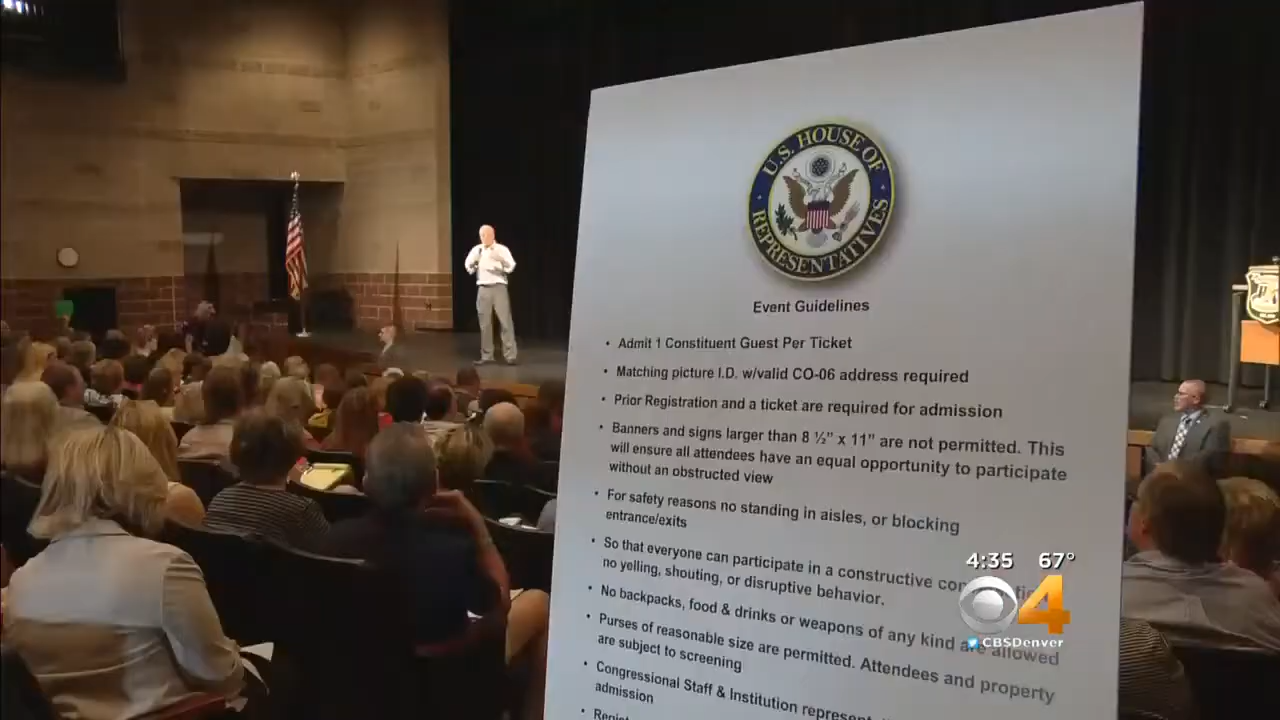 U.S. HOUSE OF
REPRESENTATIVES
Event Guidelines
• Admit 1 Constituent Guest Per Ticket
• Matching picture I.D. w/valid CO-06 address required
• Prior Registration and a ticket are required for admission
• Banners and signs larger than 8 ½” x 11” are not permitted. This
will ensure all attendees have an equal opportunity to participate
without an obstructed view
• For safety reasons no standing in aisles, or blocking
entrance/exits
• So that everyone can participate in a constructive
no yelling, shouting, or disruptive behavior.
• No backpacks, food & drinks or weapons of any kind are allowed
• Purses of reasonable size are permitted. Attendees and property
are subject to screening
• Congressional Staff & Institution
admission
4:35 67°
4
@CBSDenver